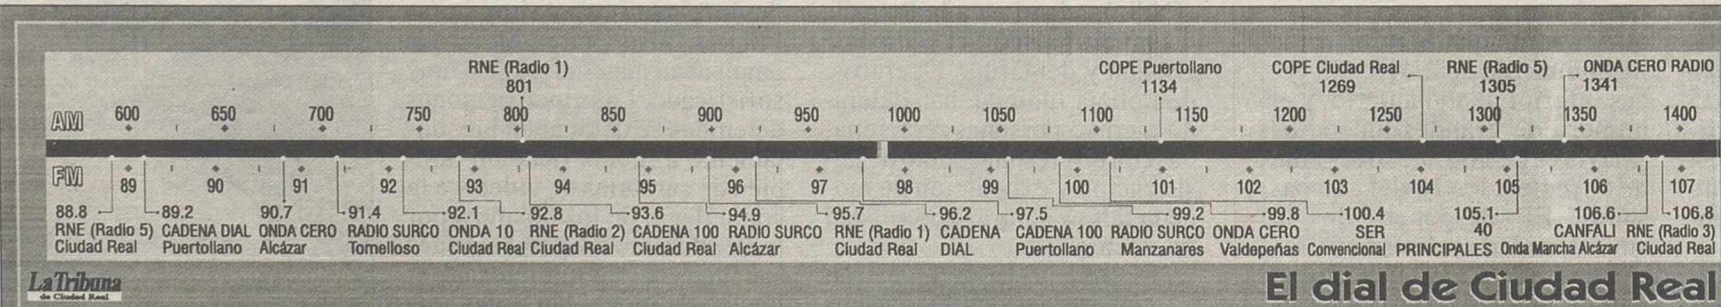 RNE (Radio 1) COPE Puertollano COPE Ciudad Real RNE (Radio 5) ONDA CERO RADIO
801 1134 1269 1305 1341
AM 600 650 700 750 800 850 900 950 1000 1050 1100 1150 1200 1250 1300 1350 1400
FM 89 90 91 92 93 94 95 96 97 98 99 100 101 102 103 104 105 106 107
88.8 89.2 90.7 91.4 92.1 92.8 93.6 94.9 95.7 96.2 97.5 99.2 99.8 100.4 105.1 106.6 106.8
RNE (Radio 5) CADENA DIAL ONDA CERO RADIO SURCO ONDA 10 RNE (Radio 2) CADENA 100 RADIO SURCO RNE (Radio 1) CADENA CADENA 100 RADIO SURCO ONDA CERO SER 40 CANFALI RNE (Radio 3)
Ciudad Real Puertollano Alcázar Tomelloso Ciudad Real Ciudad Real Ciudad Real Alcázar Ciudad Real DIAL Puertollano Manzanares Valdepeñas Convencional PRINCIPALES Onda Mancha Alcázar Ciudad Real
La Tribuna
de Ciudad Real
El dial de Ciudad Real